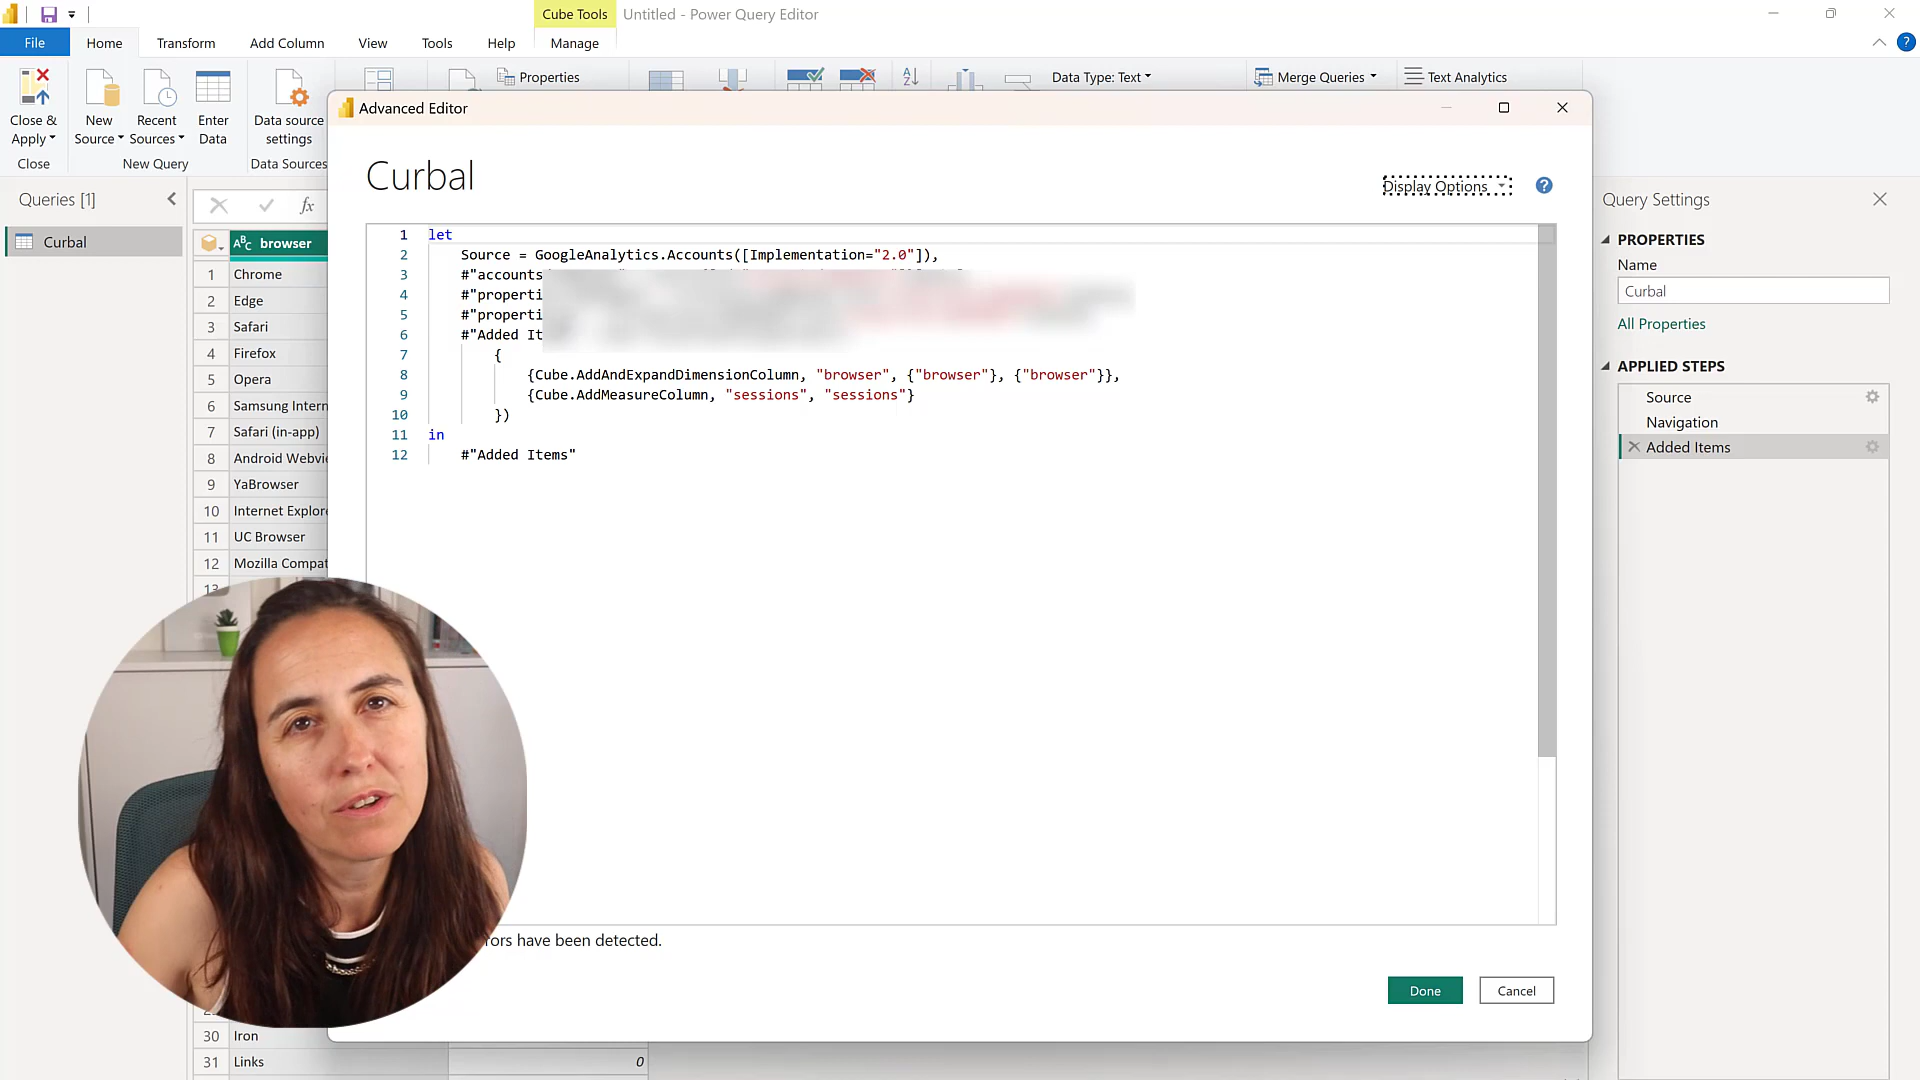 Cube Tools
Untitled - Power Query Editor
File
Home
Transform
Add Column
View
Tools
Help
Manage
Close &
Apply
New
Source
Recent
Sources
Enter
Data
Data source
settings
Properties
Data Type: Text
Merge Queries
Text Analytics
Close
New Query
Data Sources
Advanced Editor
Curbal
Display Options
Queries [1]
Curbal
browser
1 Chrome
2 Edge
3 Safari
4 Firefox
5 Opera
6 Samsung Intern
7 Safari (in-app)
8 Android Webvie
9 YaBrowser
10 Internet Explore
11 UC Browser
12 Mozilla Compat
13
30 Iron
31 Links 0
1 let
2 Source = GoogleAnalytics.Accounts([Implementation="2.0"]),
3 #"accounts
4 #"properti
5 #"properti
6 #"Added It
7 {
8 {Cube.AddAndExpandDimensionColumn, "browser", {"browser"}, {"browser"}},
9 {Cube.AddMeasureColumn, "sessions", "sessions"}
10 })
11 in
12 #"Added Items"
rors have been detected.
Done
Cancel
Query Settings
PROPERTIES
Name
Curbal
All Properties
APPLIED STEPS
Source
Navigation
Added Items